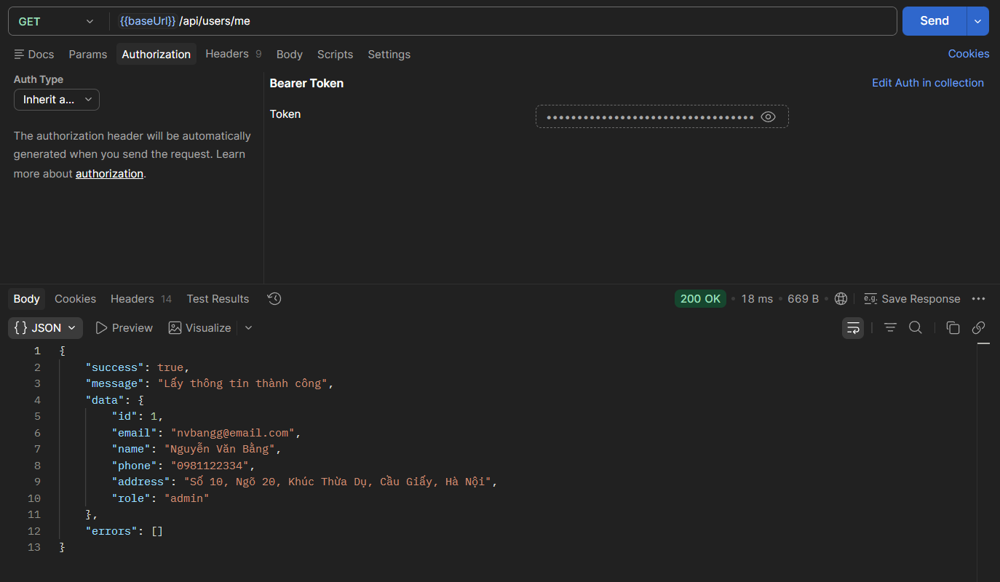 GET {{baseUrl}} /api/users/me Send
Docs Params Authorization Headers 9 Body Scripts Settings Cookies
Auth Type
Inherit a...
Bearer Token Edit Auth in collection
Token ••••••••••••••••••••••••••••••••••
The authorization header will be automatically
generated when you send the request. Learn
more about authorization.
Body Cookies Headers 14 Test Results 200 OK • 18 ms • 669 B • e.g. Save Response
{} JSON Preview Visualize
1 {
2 "success": true,
3 "message": "Lấy thông tin thành công",
4 "data": {
5 "id": 1,
6 "email": "nvbangg@email.com",
7 "name": "Nguyễn Văn Bằng",
8 "phone": "0981122334",
9 "address": "Số 10, Ngõ 20, Khúc Thừa Dụ, Cầu Giấy, Hà Nội",
10 "role": "admin"
11 },
12 "errors": []
13 }